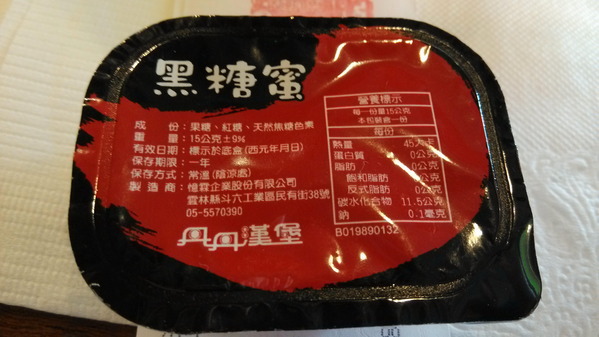 黑糖蜜
成　份：果糖、紅糖、天然焦糖色素
重　量：15公克±9%
有效日期：標示於底盒(西元年月日)
保存期限：一年
保存方式：常溫(陰涼處)
製造商：憶霖企業股份有限公司
雲林縣斗六工業區民有街38號
05-5570390
丹丹漢堡
營養標示
每一份量15公克
本包裝含一份
每份
熱量 45大卡
蛋白質 0公克
脂肪 0公克
飽和脂肪 0公克
反式脂肪 0公克
碳水化合物 11.5公克
鈉 0.1毫克
B019890132